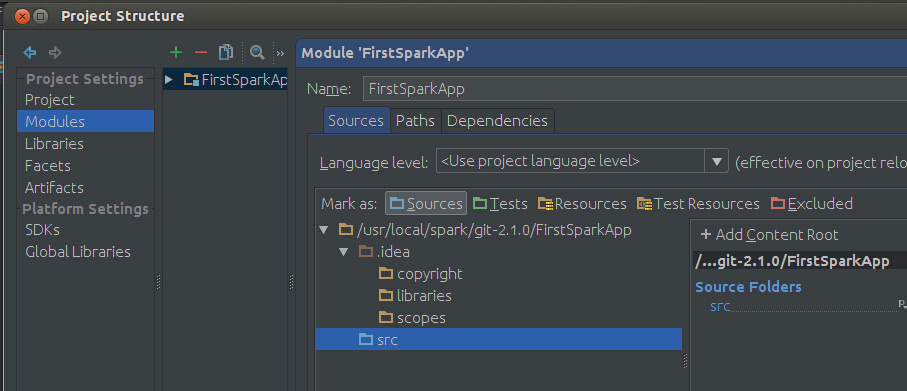 Project Structure
Project Settings
Project
Modules
Libraries
Facets
Artifacts
Platform Settings
SDKs
Global Libraries
»
FirstSparkAp
Module 'FirstSparkApp'
Name: FirstSparkApp
Sources Paths Dependencies
Language level: <Use project language level> (effective on project relo
Mark as: Sources Tests Resources Test Resources Excluded
/usr/local/spark/git-2.1.0/FirstSparkApp
.idea
copyright
libraries
scopes
src
+ Add Content Root
/...git-2.1.0/FirstSparkApp
Source Folders
src